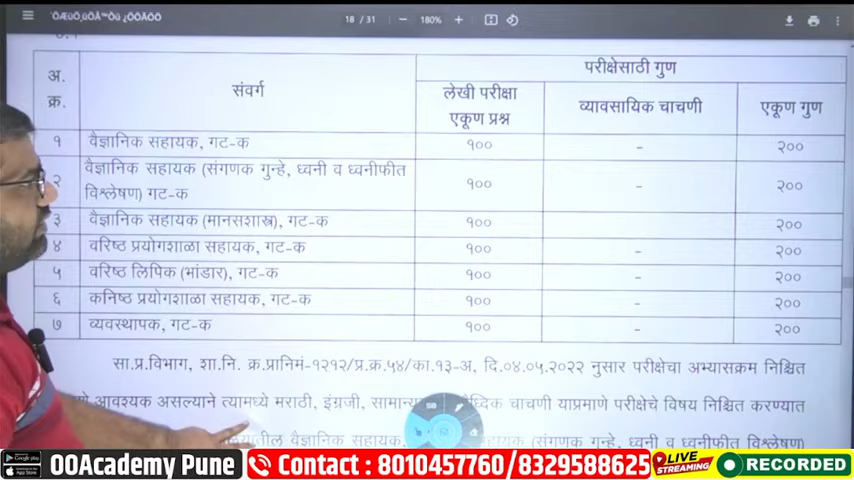 18 / 31 180%
अ. क्र. संवर्ग परीक्षेसाठी गुण
लेखी परीक्षा एकूण प्रश्न व्यावसायिक चाचणी एकूण गुण
१ वैज्ञानिक सहायक, गट-क १०० - २००
२ वैज्ञानिक सहायक (संगणक गुन्हे, ध्वनी व ध्वनीफीत
विश्लेषण) गट-क १०० - २००
३ वैज्ञानिक सहायक (मानसशास्त्र), गट-क १०० २००
४ वरिष्ठ प्रयोगशाळा सहायक, गट-क १०० - २००
५ वरिष्ठ लिपिक (भांडार), गट-क १०० - २००
६ कनिष्ठ प्रयोगशाळा सहायक, गट-क १०० - २००
७ व्यवस्थापक, गट-क १०० - २००
सा.प्र.विभाग, शा.नि. क्र.प्रानिमं-१२१२/प्र.क्र.५४/का.१३-अ, दि.०४.०५.२०२२ नुसार परीक्षेचा अभ्यासक्रम निश्चित
आवश्यक असल्याने त्यामध्ये मराठी, इंग्रजी, चाचणी याप्रमाणे परीक्षेचे विषय निश्चित करण्यात
वैज्ञानिक सहायक, (संगणक गुन्हे, ध्वनी व ध्वनीफीत विश्लेषण)
Google play
App Store
OOAcademy Pune
Contact : 8010457760/8329588625
LIVE STREAMING
RECORDED